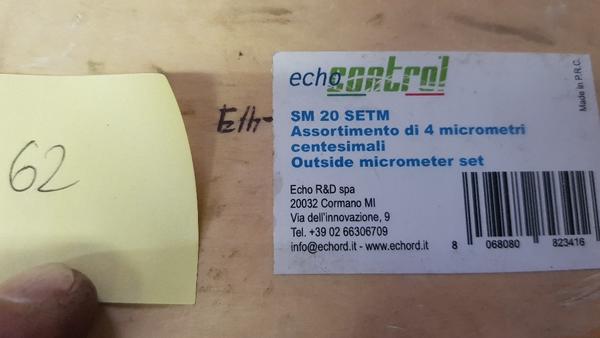 62
echo control
Made in P.R.C.
SM 20 SETM
Assortimento di 4 micrometri
centesimali
Outside micrometer set
Echo R&D spa
20032 Cormano MI
Via dell'innovazione, 9
Tel. +39 02 66306709
info@echord.it - www.echord.it
8 068080 823416